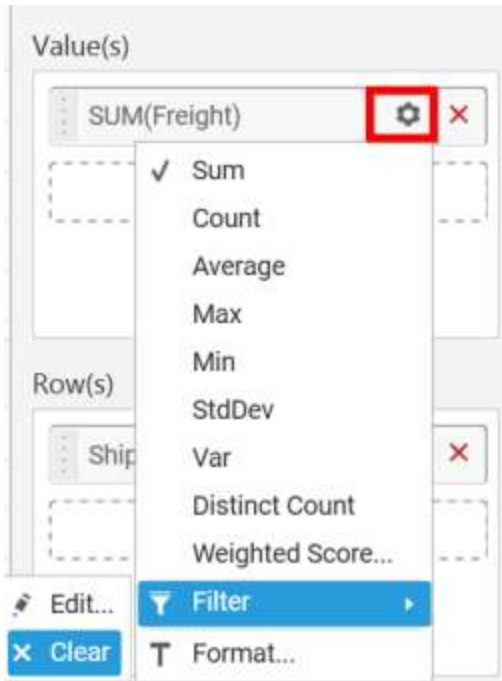 Value(s)
SUM(Freight)
Sum
Count
Average
Max
Min
Row(s)
StdDev
Ship
Var
Distinct Count
Weighted Score...
Edit...
Filter
Clear
Format...